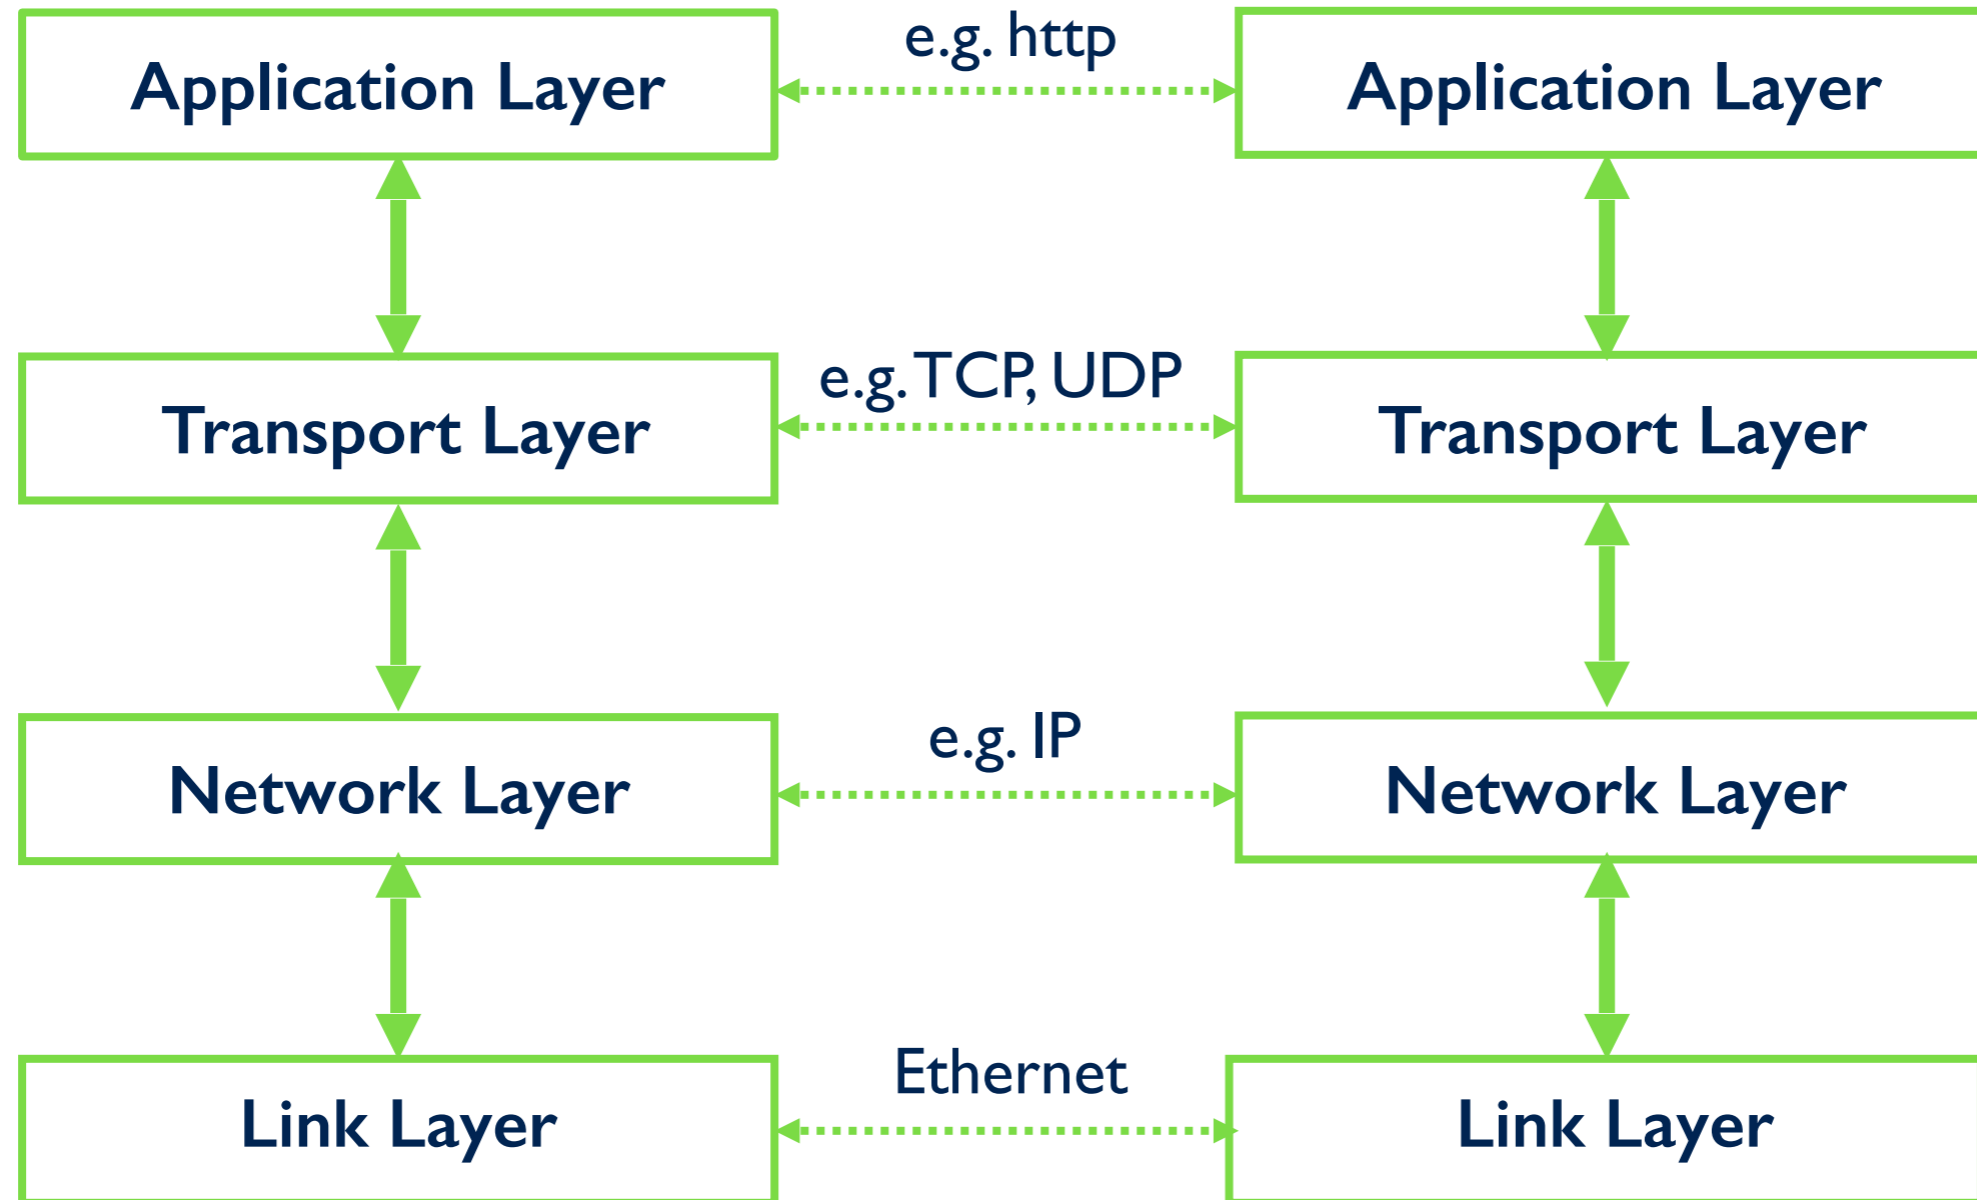 Application Layer
e.g. http
Application Layer
Transport Layer
e.g. TCP, UDP
Transport Layer
Network Layer
e.g. IP
Network Layer
Link Layer
Ethernet
Link Layer